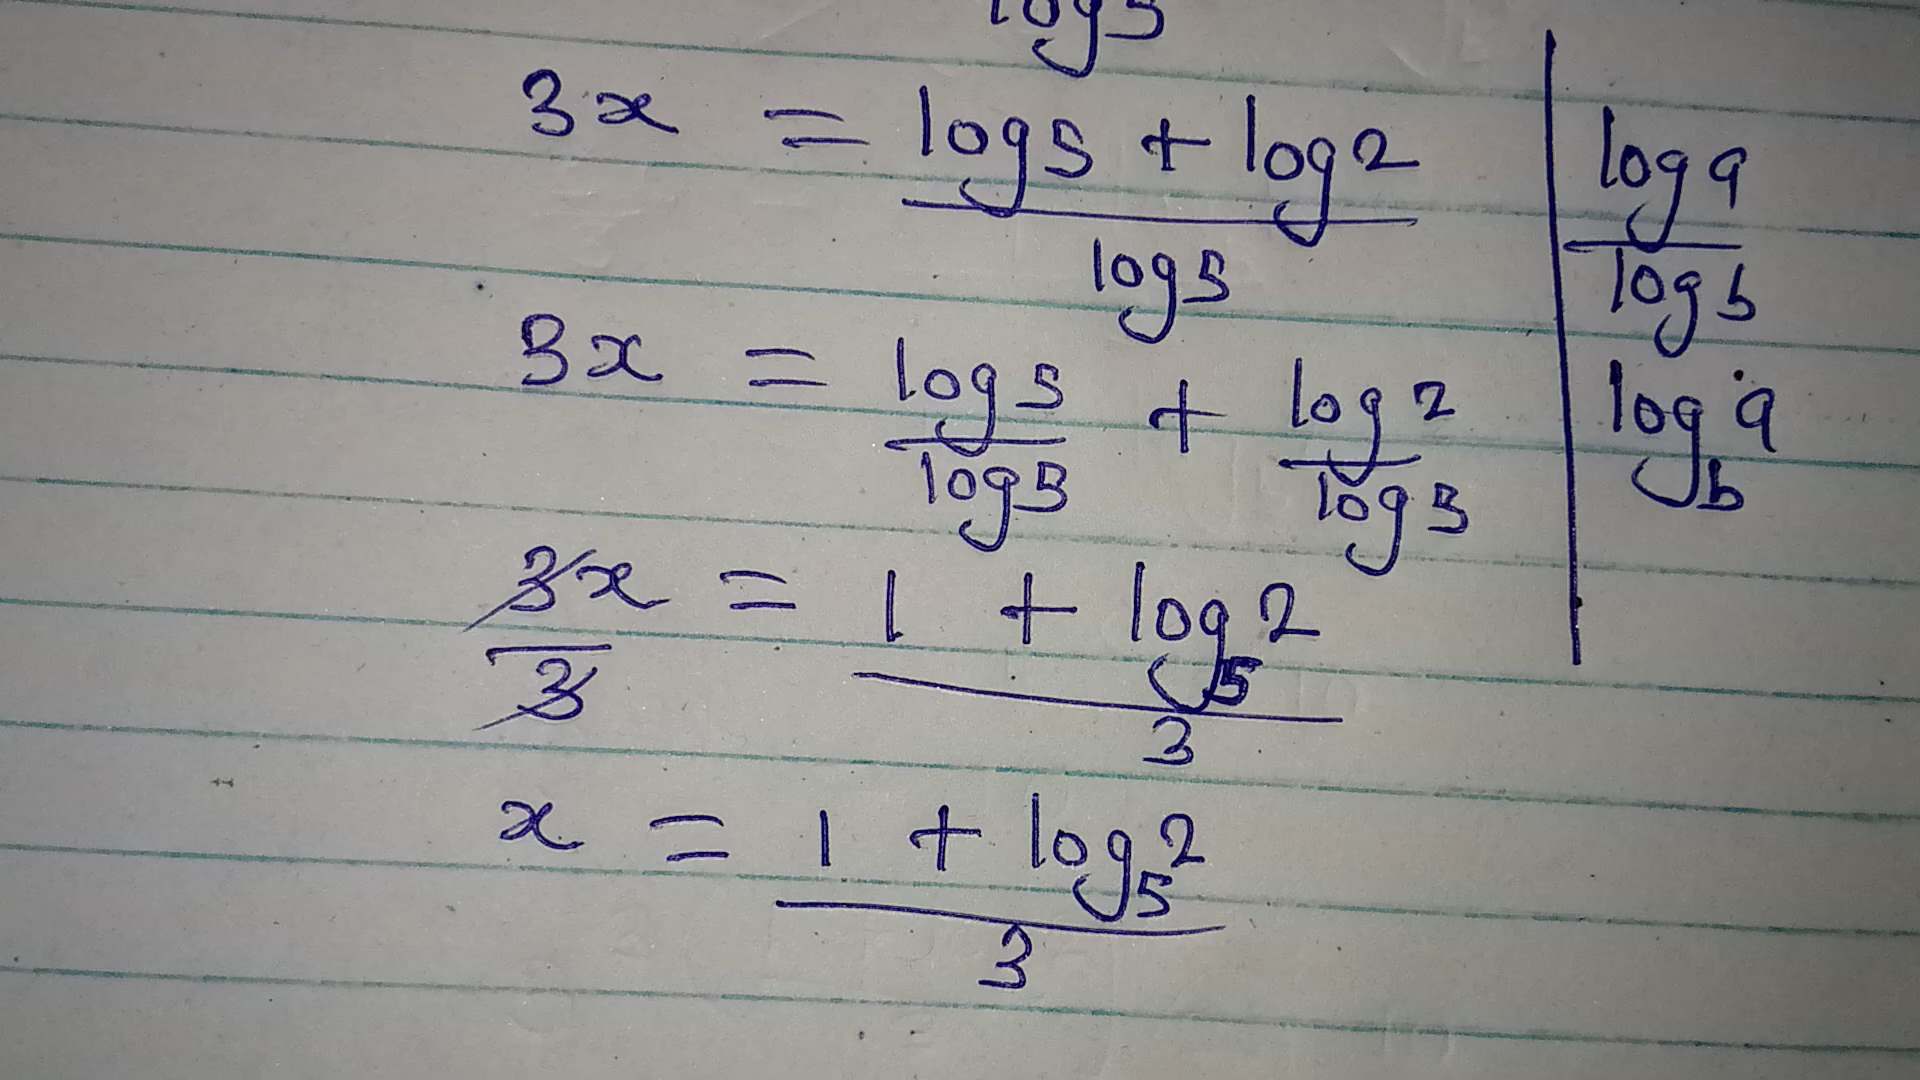 log5
3x = log5 + log2
log5
3x = log5 + log2
log5 log5
3x = 1 + log₅2
3 3
x = 1 + log₅2
3
log a
log b
log a
b